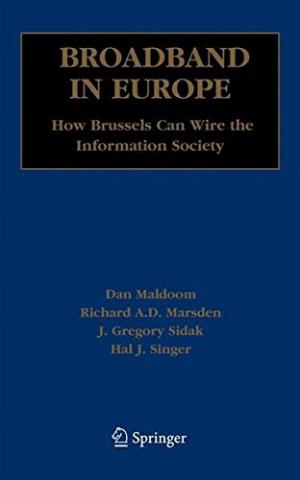 BROADBAND
IN EUROPE
How Brussels Can Wire the
Information Society
Dan Maldoom
Richard A.D. Marsden
J. Gregory Sidak
Hal J. Singer
Springer